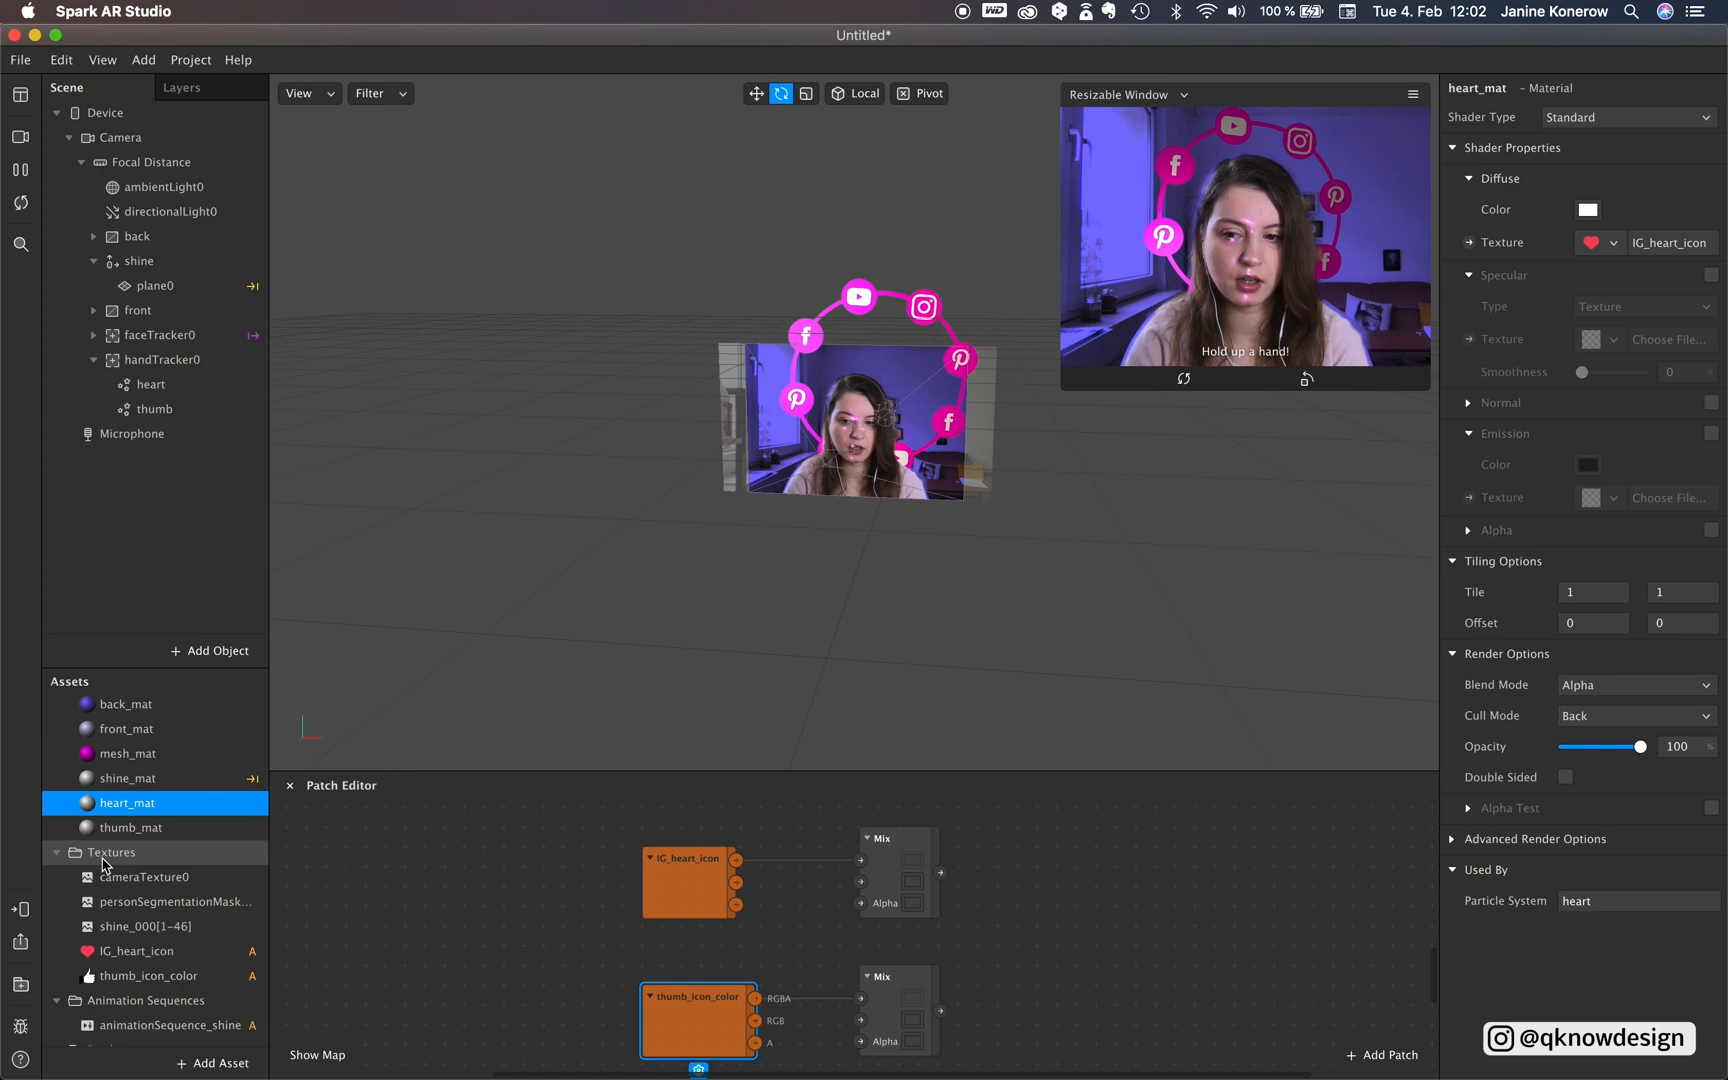 Spark AR Studio
100 %
Tue 4. Feb 12:02
Janine Konerow
Untitled*
File Edit View Add Project Help
Scene
Layers
Device
Camera
Focal Distance
ambientLight0
directionalLight0
back
shine
plane0
front
faceTracker0
handTracker0
heart
thumb
Microphone
+ Add Object
Assets
back_mat
front_mat
mesh_mat
shine_mat
heart_mat
thumb_mat
Textures
cameraTexture0
personSegmentationMask...
shine_000[1-46]
IG_heart_icon A
thumb_icon_color A
Animation Sequences
animationSequence_shine A
+ Add Asset
View
Filter
Local
Pivot
Resizable Window
Hold up a hand!
Patch Editor
IG_heart_icon
Mix
Alpha
thumb_icon_color
RGBA
RGB
A
Mix
Alpha
Show Map
+ Add Patch
heart_mat - Material
Shader Type Standard
Shader Properties
Diffuse
Color
Texture IG_heart_icon
Specular
Type Texture
Texture Choose File...
Smoothness 0 %
Normal
Emission
Color
Texture Choose File...
Alpha
Tiling Options
Tile 1 1
Offset 0 0
Render Options
Blend Mode Alpha
Cull Mode Back
Opacity 100 %
Double Sided
Alpha Test
Advanced Render Options
Used By
Particle System heart
@qknowdesign